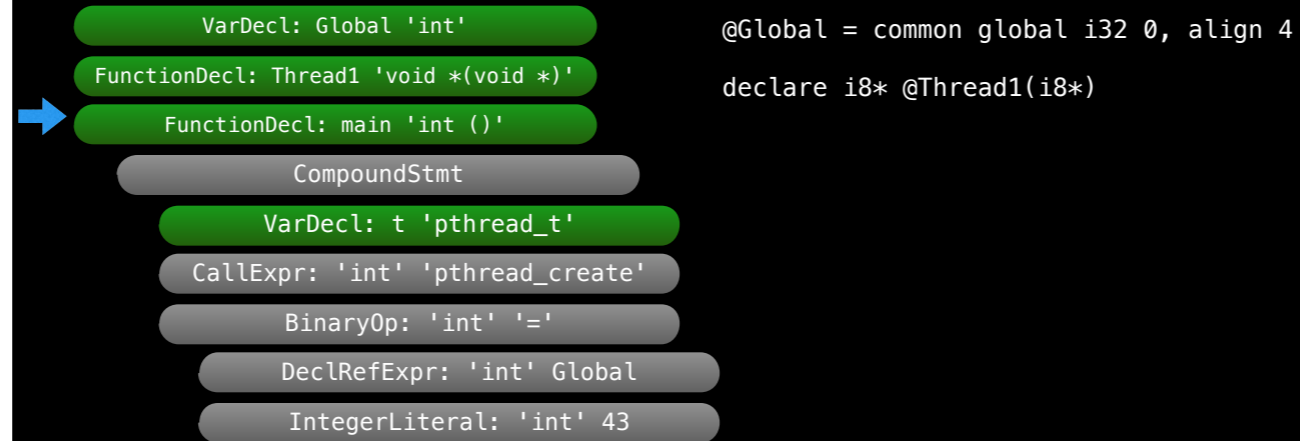 VarDecl: Global 'int'
FunctionDecl: Thread1 'void *(void *)'
FunctionDecl: main 'int ()'
CompoundStmt
VarDecl: t 'pthread_t'
CallExpr: 'int' 'pthread_create'
BinaryOp: 'int' '='
DeclRefExpr: 'int' Global
IntegerLiteral: 'int' 43
@Global = common global i32 0, align 4
declare i8* @Thread1(i8*)